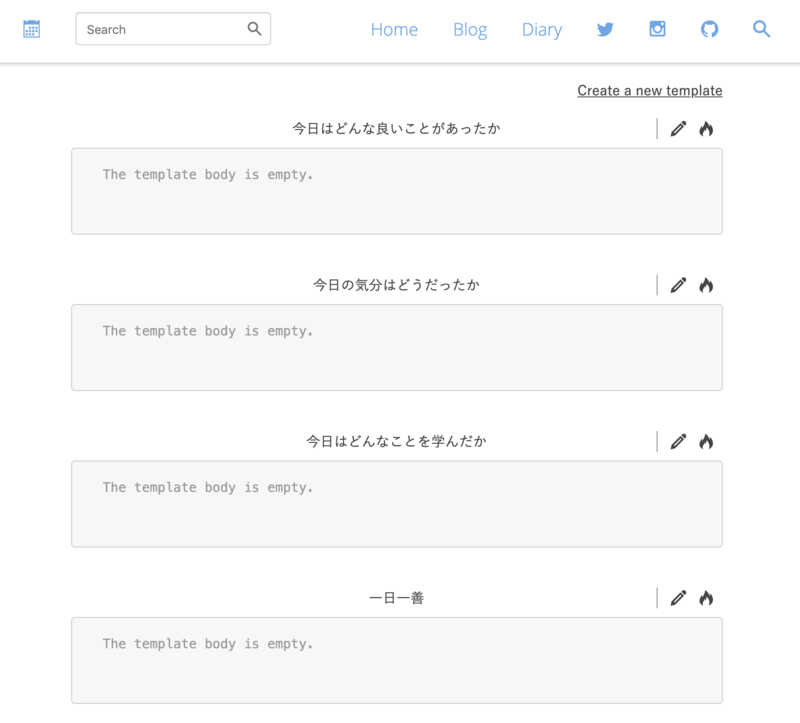 Search
Home Blog Diary
Create a new template
今日はどんな良いことがあったか
The template body is empty.
今日の気分はどうだったか
The template body is empty.
今日はどんなことを学んだか
The template body is empty.
一日一善
The template body is empty.